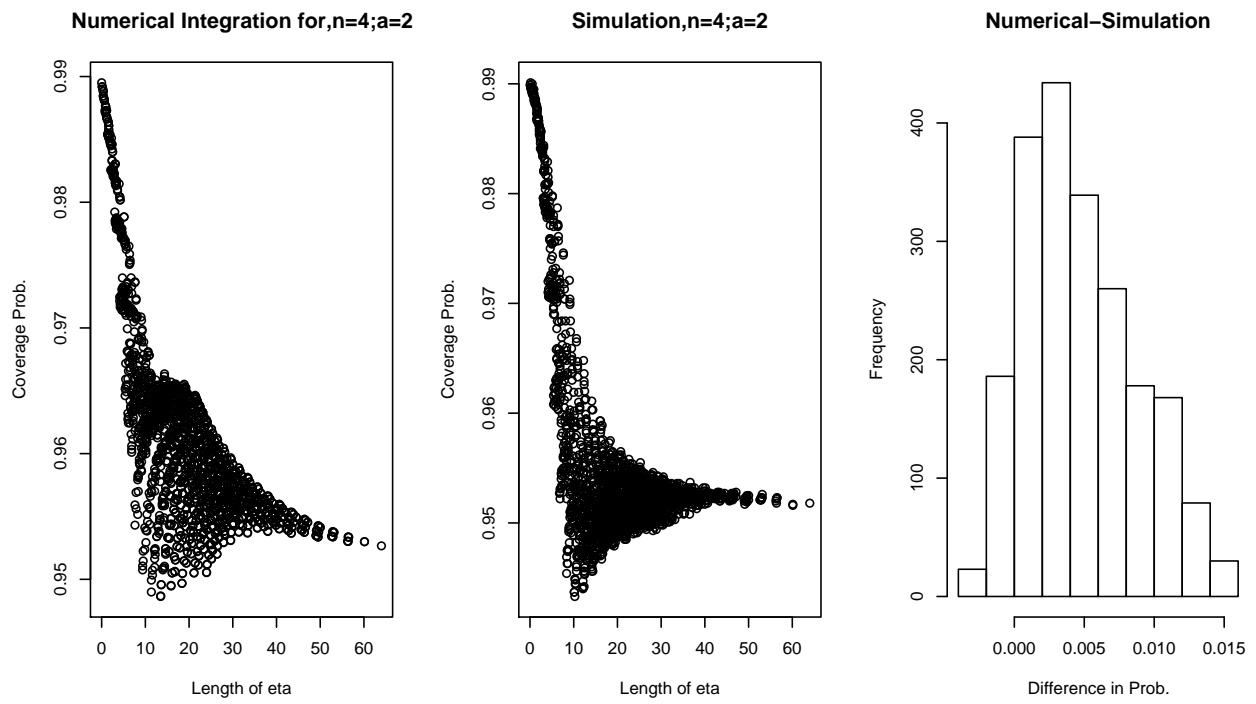 Numerical Integration for,n=4;a=2
Coverage Prob.
0.99
0.98
0.97
0.96
0.95
0 10 20 30 40 50 60
Length of eta
Simulation,n=4;a=2
Coverage Prob.
0.99
0.98
0.97
0.96
0.95
0 10 20 30 40 50 60
Length of eta
Numerical−Simulation
Frequency
400
300
200
100
0
0.000 0.005 0.010 0.015
Difference in Prob.